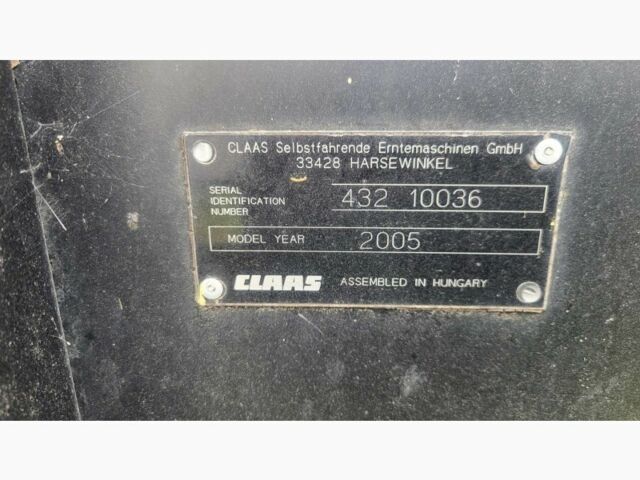 CLAAS Selbstfahrende Erntemaschinen GmbH
33428 HARSEWINKEL
SERIAL
IDENTIFICATION
NUMBER
432 10036
MODEL YEAR 2005
CLAAS ASSEMBLED IN HUNGARY